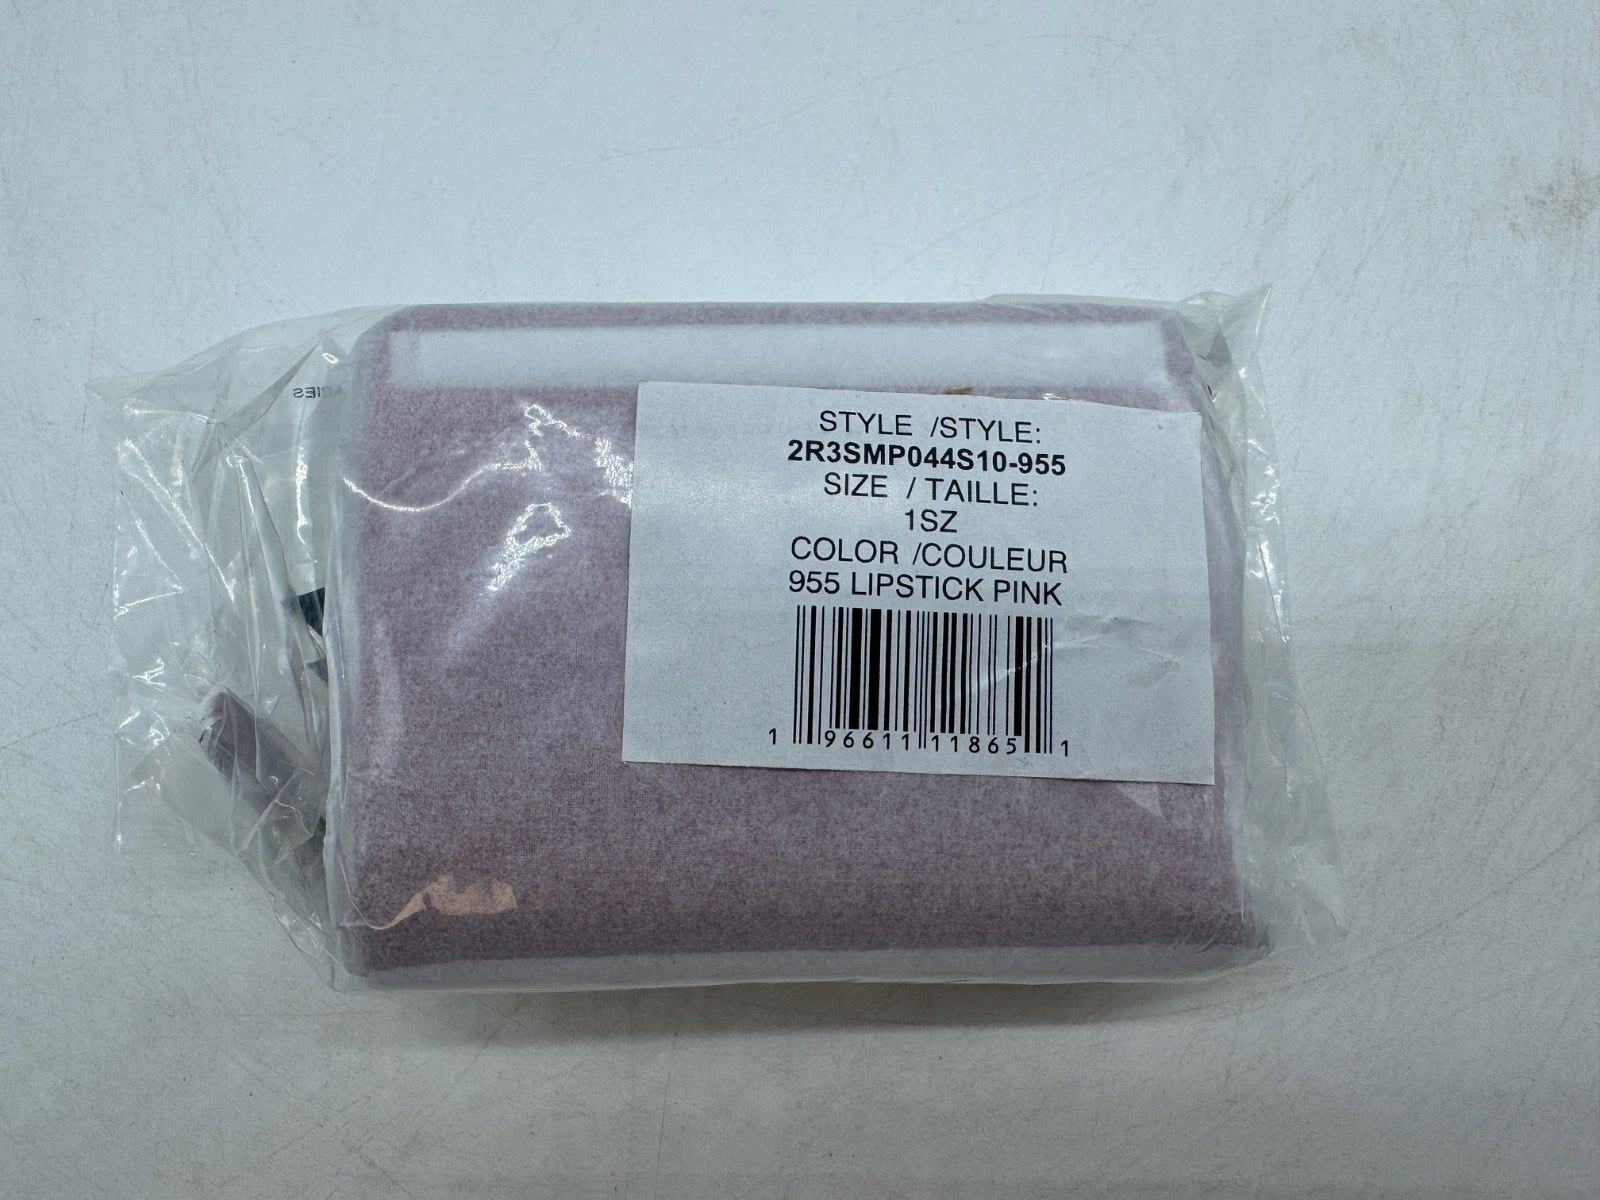 STYLE /STYLE:
2R3SMP044S10-955
SIZE / TAILLE:
1SZ
COLOR /COULEUR
955 LIPSTICK PINK
1 96611 11865 1